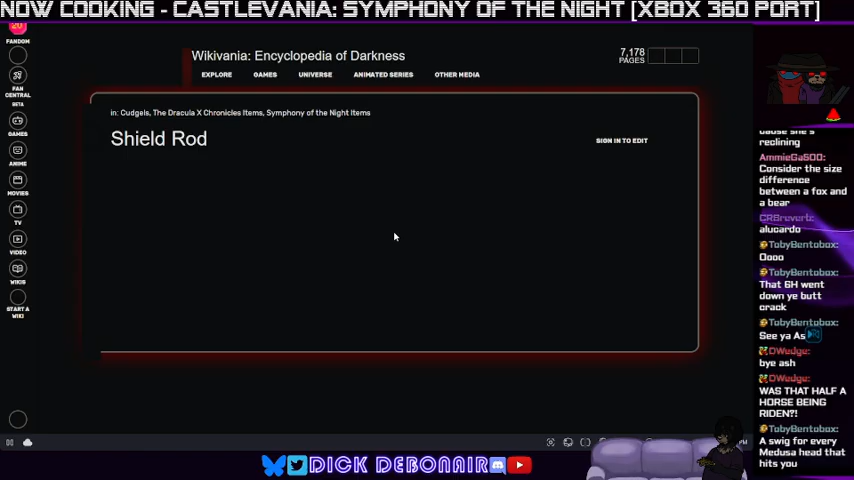 NOW COOKING - CASTLEVANIA: SYMPHONY OF THE NIGHT [XBOX 360 PORT]
FANDOM
FAN
CENTRAL
BETA
GAMES
ANIME
MOVIES
TV
VIDEO
WIKIS
START A
WIKI
Wikivania: Encyclopedia of Darkness
7,178
PAGES
EXPLORE GAMES UNIVERSE ANIMATED SERIES OTHER MEDIA
in: Cudgels, The Dracula X Chronicles Items, Symphony of the Night Items
Shield Rod
SIGN IN TO EDIT
reclining
AmmieGa500:
Consider the size
difference
between a fox and
a bear
CRBrevertz:
alucardo
TobyBentobox:
Oooo
TobyBentobox:
That 6H went
down ye butt
crack
TobyBentobox:
See ya As
DWedge:
bye ash
DWedge:
WAS THAT HALF A
HORSE BEING
RIDEN?!
TobyBentobox:
A swig for every
Medusa head that
hits you
DICK DEBONAIR